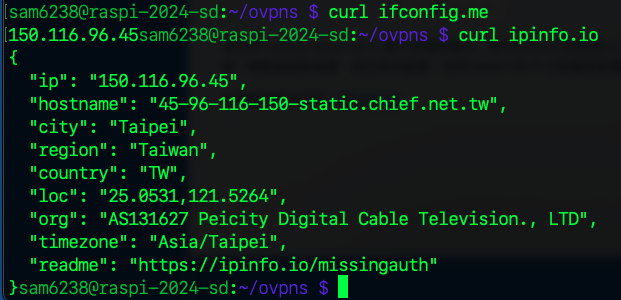 [sam6238@raspi-2024-sd:~/ovpns $ curl ifconfig.me
[150.116.96.45sam6238@raspi-2024-sd:~/ovpns $ curl ipinfo.io
{
  "ip": "150.116.96.45",
  "hostname": "45-96-116-150-static.chief.net.tw",
  "city": "Taipei",
  "region": "Taiwan",
  "country": "TW",
  "loc": "25.0531,121.5264",
  "org": "AS131627 Peicity Digital Cable Television., LTD",
  "timezone": "Asia/Taipei",
  "readme": "https://ipinfo.io/missingauth"
}sam6238@raspi-2024-sd:~/ovpns $